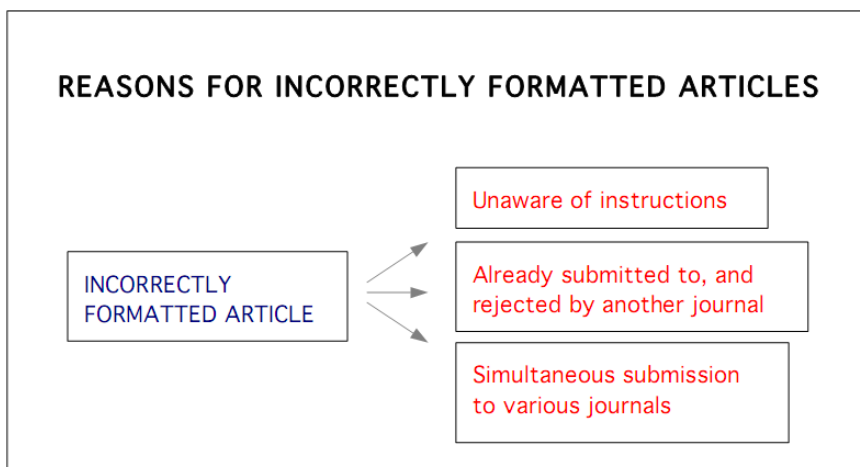 REASONS FOR INCORRECTLY FORMATTED ARTICLES
Unaware of instructions
INCORRECTLY
FORMATTED ARTICLE
Already submitted to, and
rejected by another journal
Simultaneous submission
to various journals